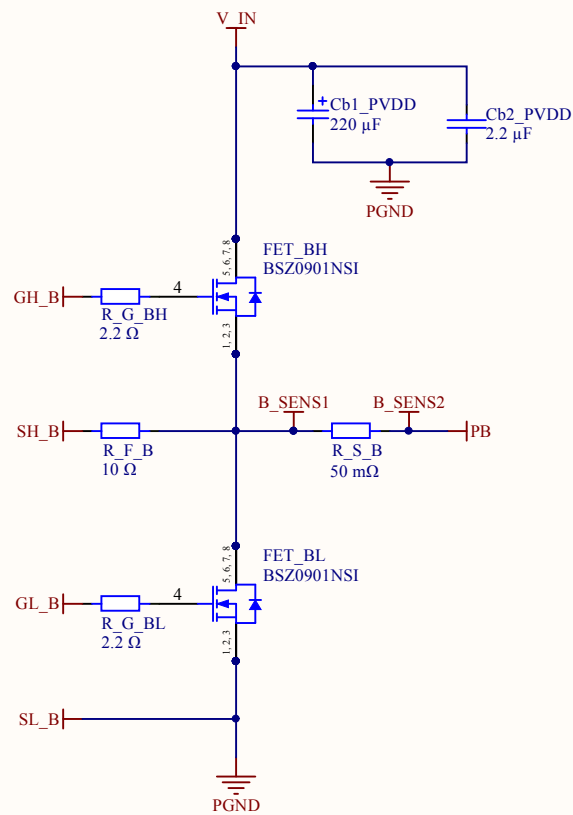 V_IN
Cb1_PVDD
220 µF
Cb2_PVDD
2.2 µF
PGND
5, 6, 7, 8
FET_BH
BSZ0901NSI
GH_B
4
R_G_BH
2.2 Ω
1, 2, 3
B_SENS1
B_SENS2
SH_B
PB
R_F_B
10 Ω
R_S_B
50 mΩ
5, 6, 7, 8
FET_BL
BSZ0901NSI
GL_B
4
R_G_BL
2.2 Ω
1, 2, 3
SL_B
PGND